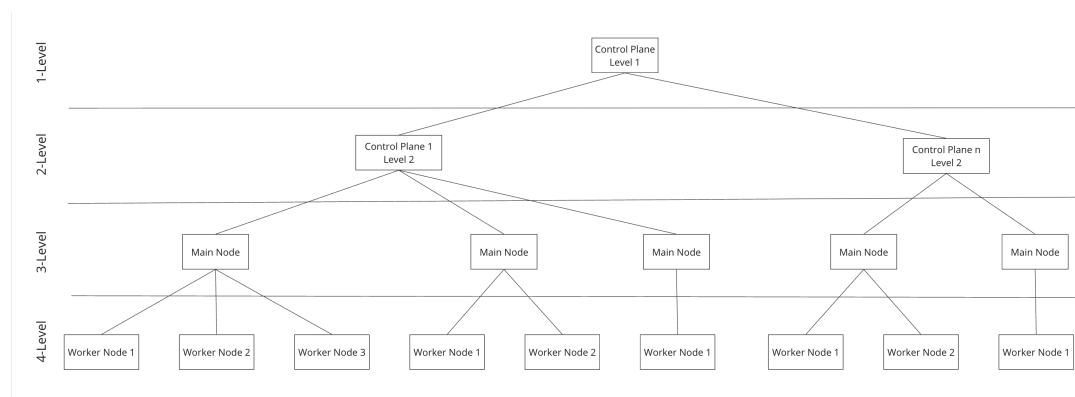 1-Level
Control Plane
Level 1
2-Level
Control Plane 1
Level 2
Control Plane n
Level 2
3-Level
Main Node
Main Node
Main Node
Main Node
Main Node
4-Level
Worker Node 1
Worker Node 2
Worker Node 3
Worker Node 1
Worker Node 2
Worker Node 1
Worker Node 1
Worker Node 2
Worker Node 1